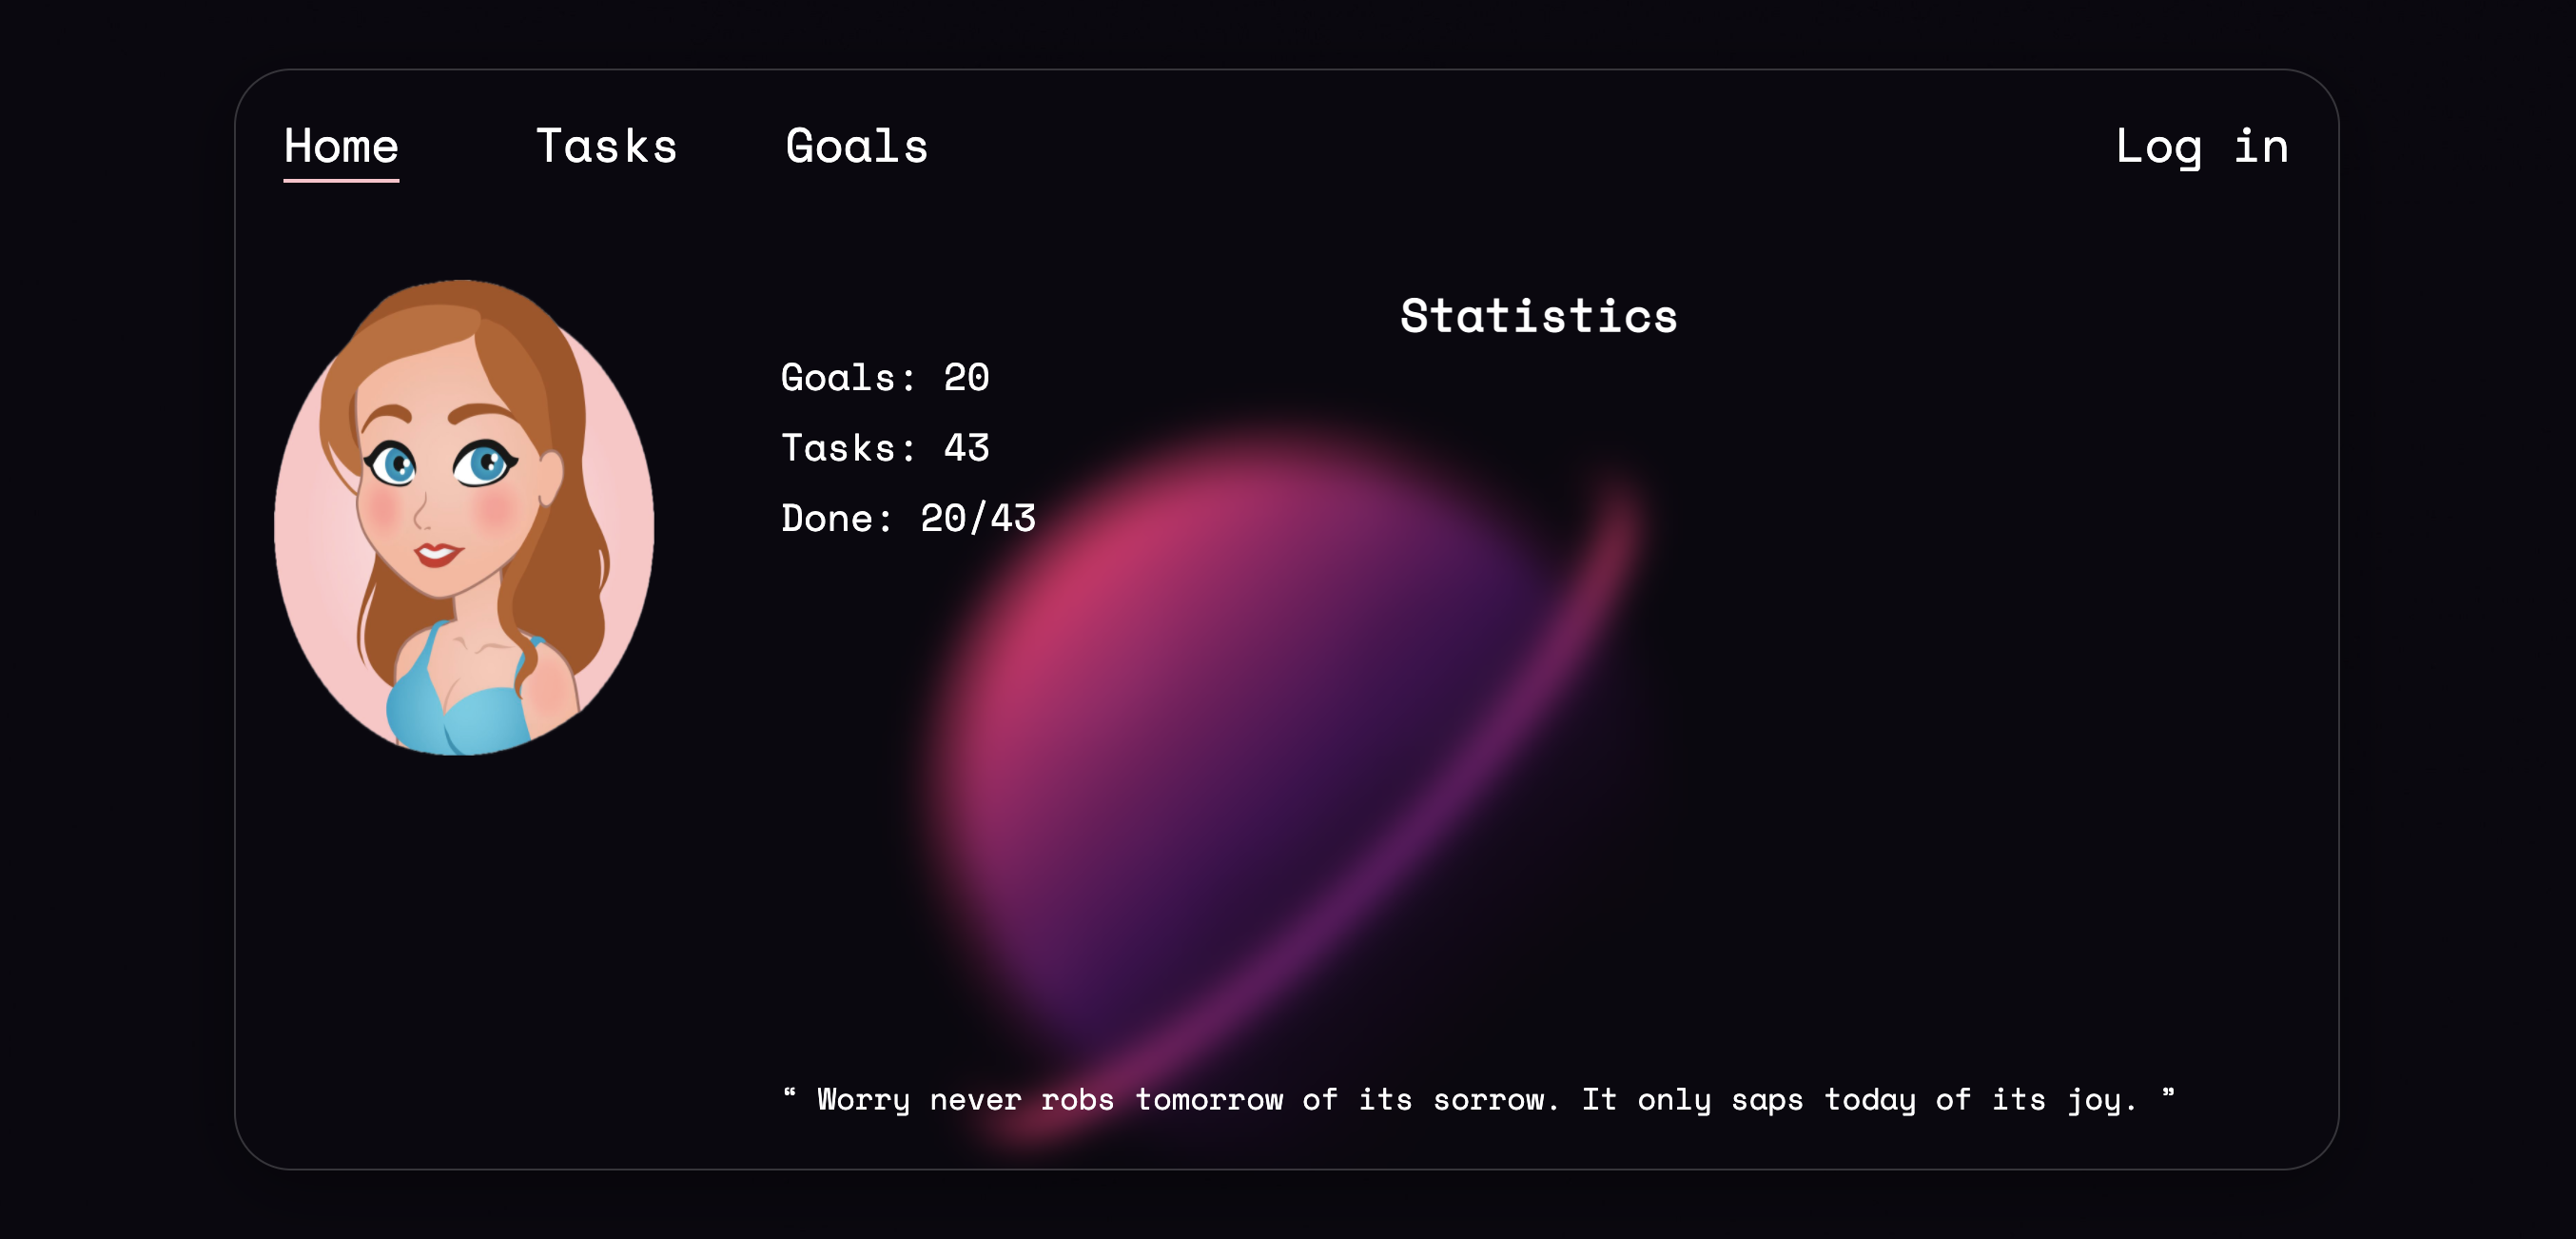 Home Tasks Goals Log in
Statistics
Goals: 20
Tasks: 43
Done: 20/43
“ Worry never robs tomorrow of its sorrow. It only saps today of its joy. ”